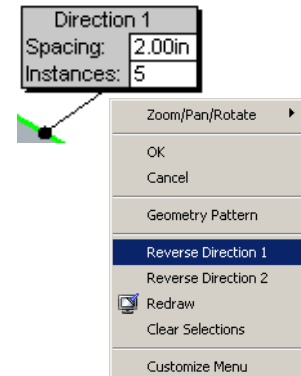 Direction 1
Spacing: 2.00in
Instances: 5
Zoom/Pan/Rotate
OK
Cancel
Geometry Pattern
Reverse Direction 1
Reverse Direction 2
Redraw
Clear Selections
Customize Menu